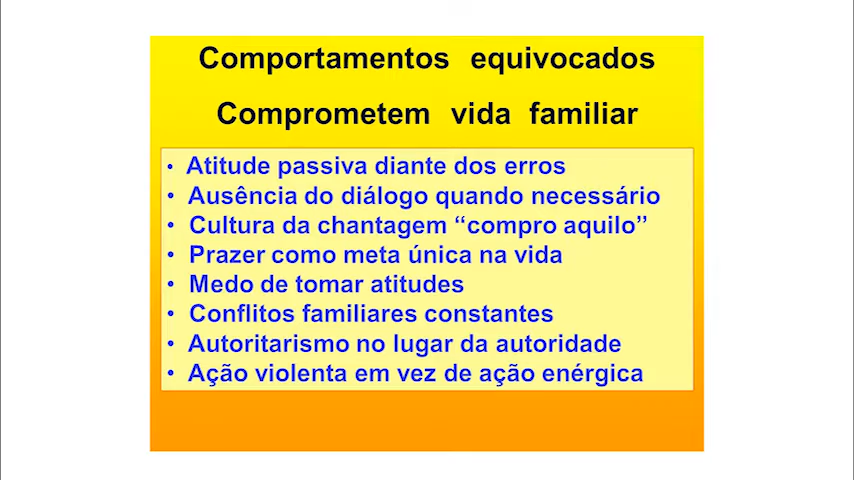 Comportamentos equivocados
Comprometem vida familiar
• Atitude passiva diante dos erros
• Ausência do diálogo quando necessário
• Cultura da chantagem “compro aquilo”
• Prazer como meta única na vida
• Medo de tomar atitudes
• Conflitos familiares constantes
• Autoritarismo no lugar da autoridade
• Ação violenta em vez de ação enérgica